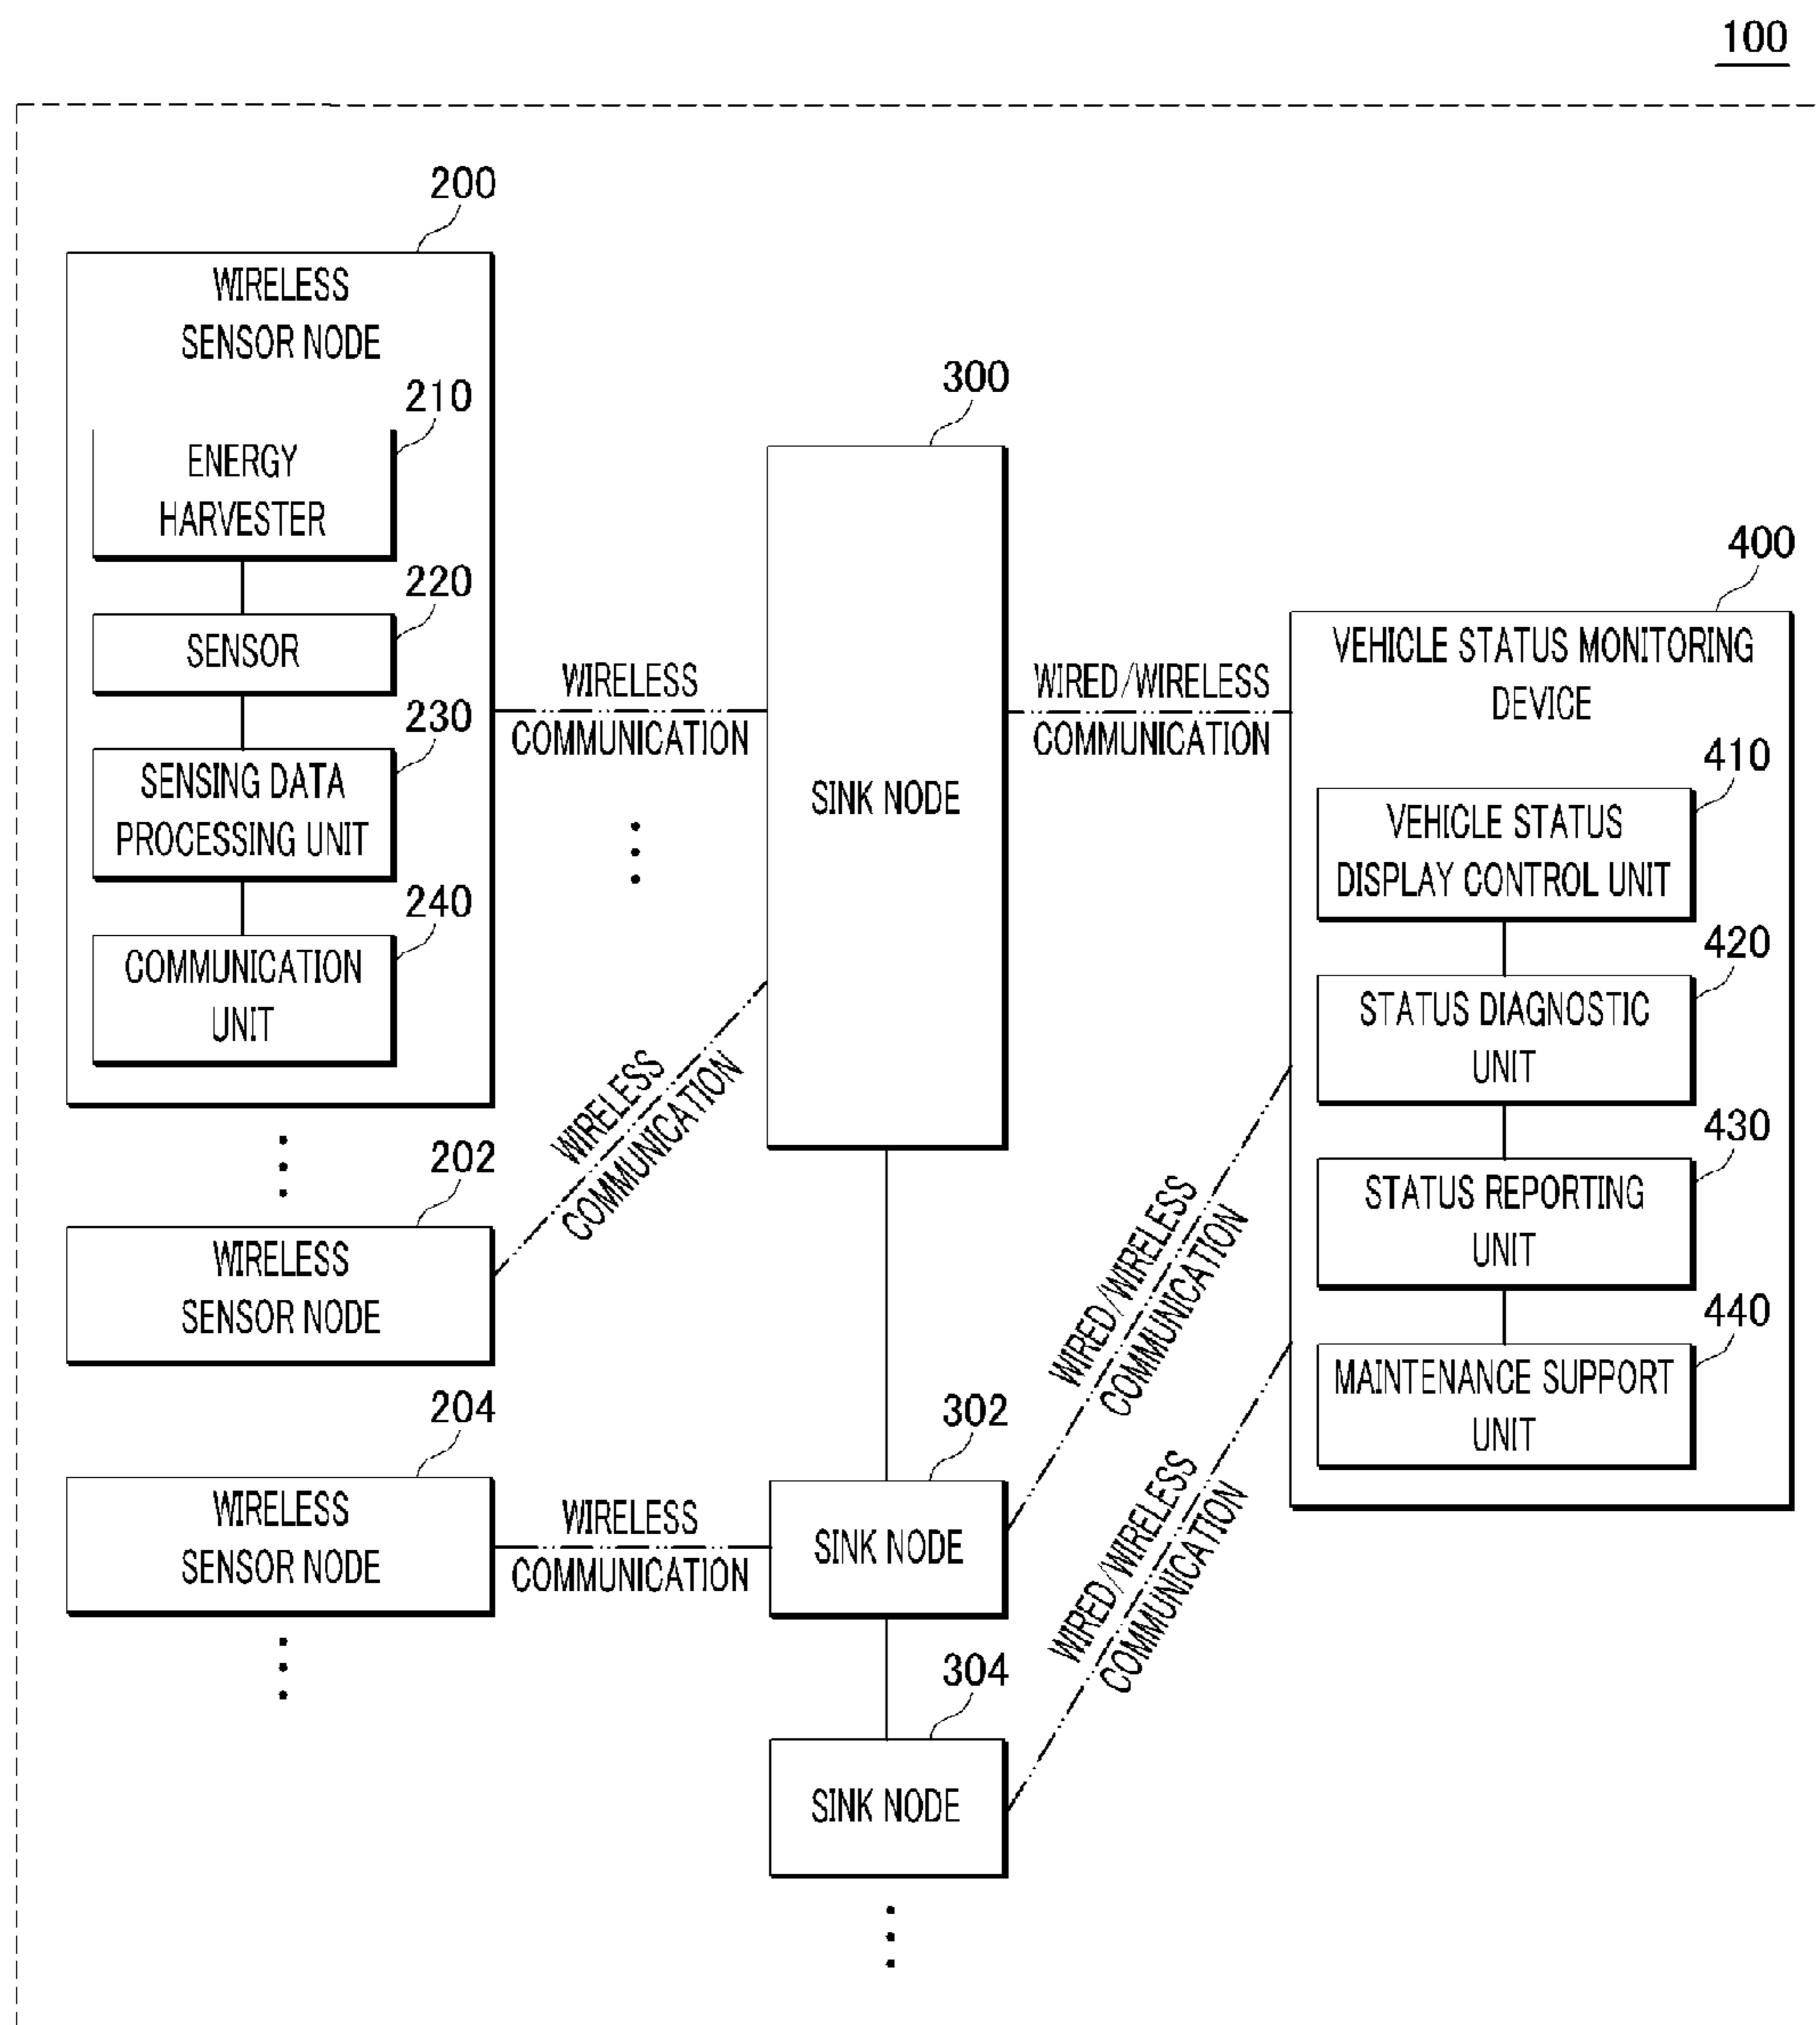 100
200
WIRELESS
SENSOR NODE
210
ENERGY
HARVESTER
220
SENSOR
230
SENSING DATA
PROCESSING UNIT
240
COMMUNICATION
UNIT
202
WIRELESS
SENSOR NODE
204
WIRELESS
SENSOR NODE
WIRELESS
COMMUNICATION
WIRELESS
COMMUNICATION
WIRELESS
COMMUNICATION
300
SINK NODE
302
SINK NODE
304
SINK NODE
WIRED/WIRELESS
COMMUNICATION
WIRED/WIRELESS
COMMUNICATION
WIRED/WIRELESS
COMMUNICATION
400
VEHICLE STATUS MONITORING
DEVICE
410
VEHICLE STATUS
DISPLAY CONTROL UNIT
420
STATUS DIAGNOSTIC
UNIT
430
STATUS REPORTING
UNIT
440
MAINTENANCE SUPPORT
UNIT